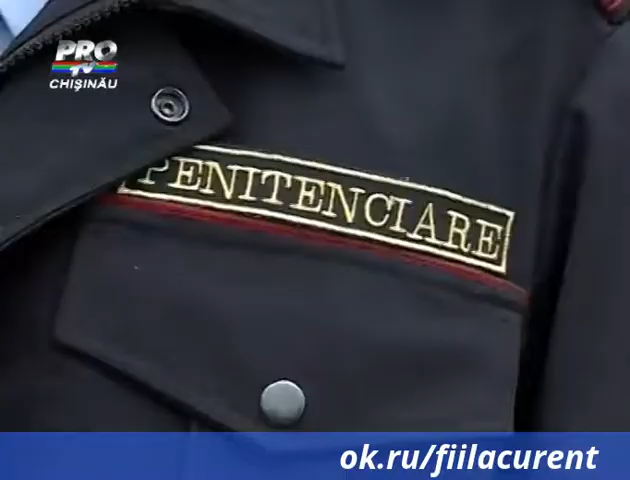 PRO
TV
CHIȘINĂU
PENITENCIARE
ok.ru/fiilacurent